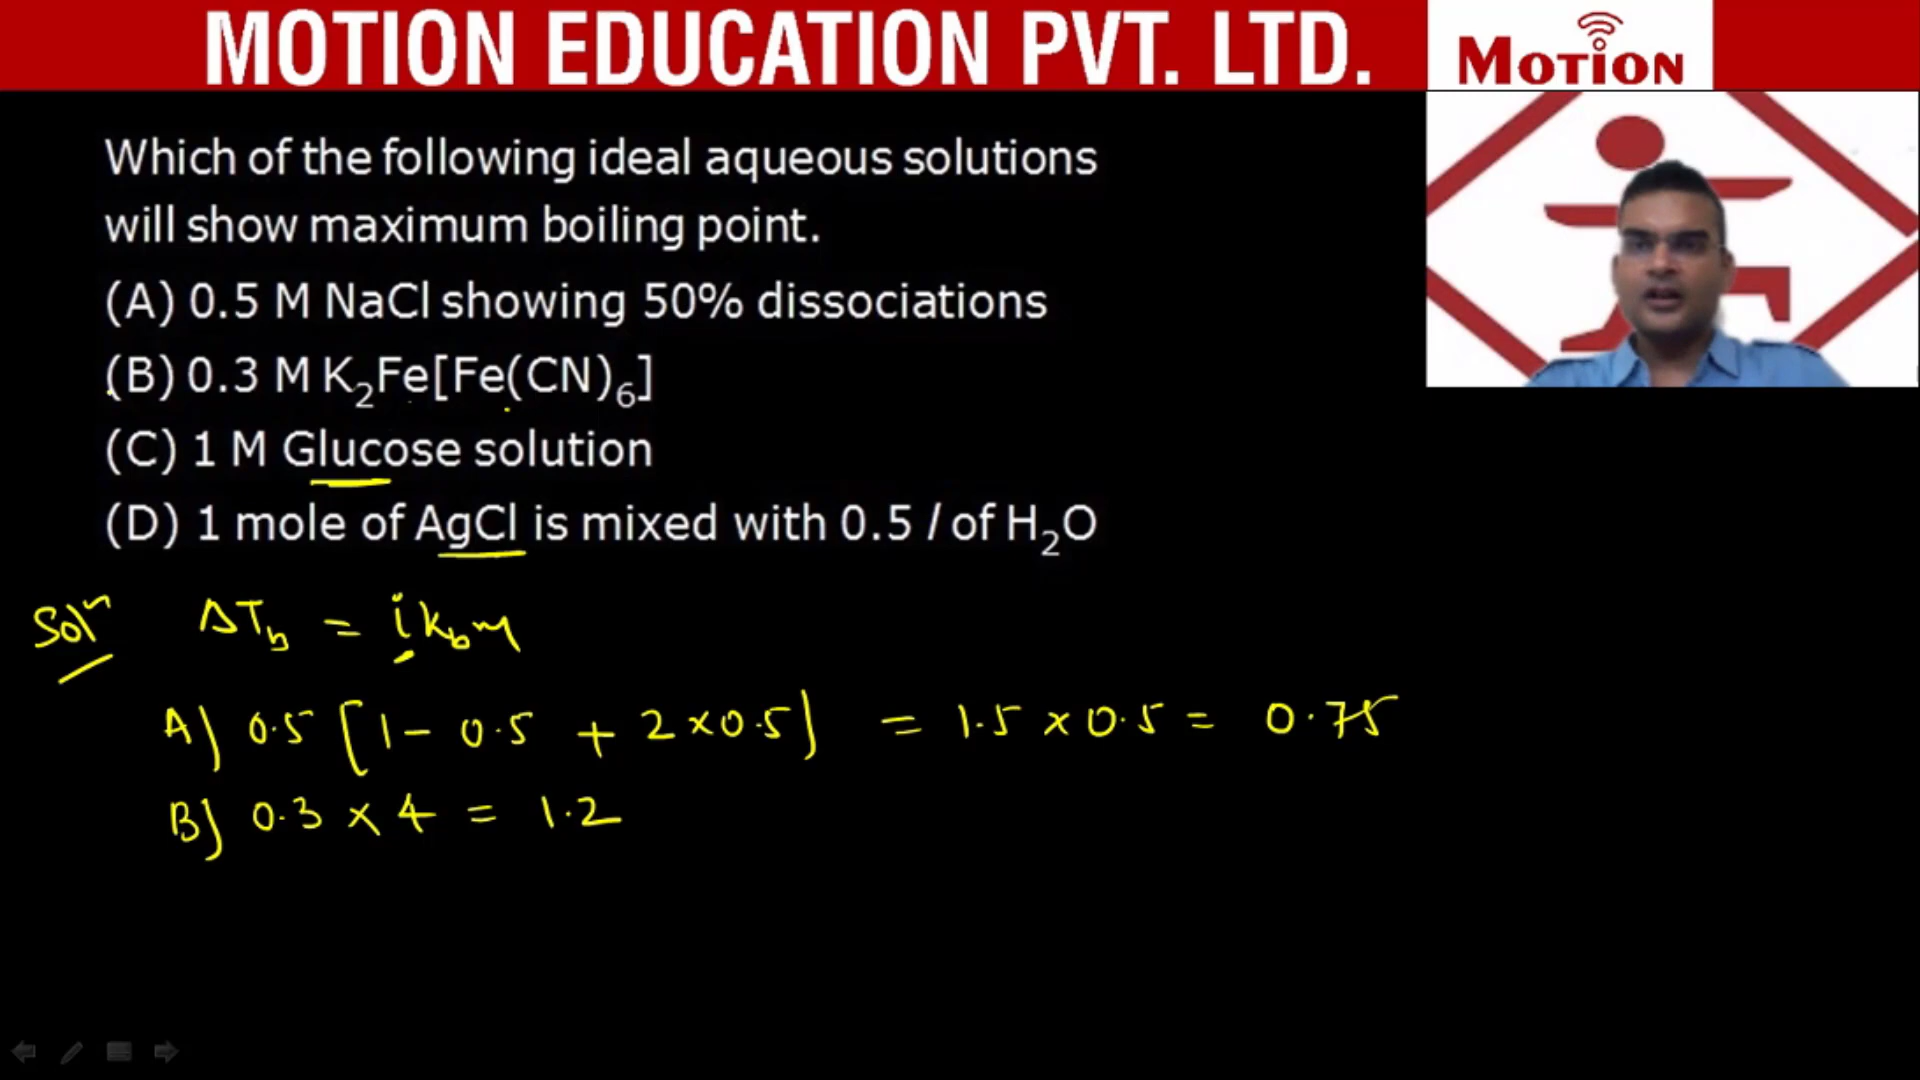 MOTION EDUCATION PVT. LTD.
MOTION
Which of the following ideal aqueous solutions
will show maximum boiling point.
(A) 0.5 M NaCl showing 50% dissociations
(B) 0.3 M K₂Fe[Fe(CN)₆]
(C) 1 M Glucose solution
(D) 1 mole of AgCl is mixed with 0.5 l of H₂O
Solⁿ ΔT_b = i k_b m
A) 0.5 [1 - 0.5 + 2 × 0.5] = 1.5 × 0.5 = 0.75
B) 0.3 × 4 = 1.2